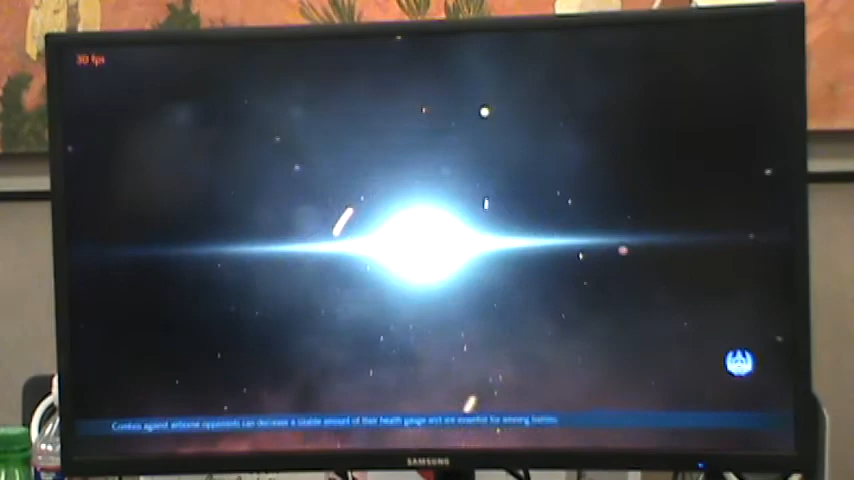 30 fps
Combos against airborne opponents can decrease a sizable amount of their health gauge and are essential for winning battles.
SAMSUNG